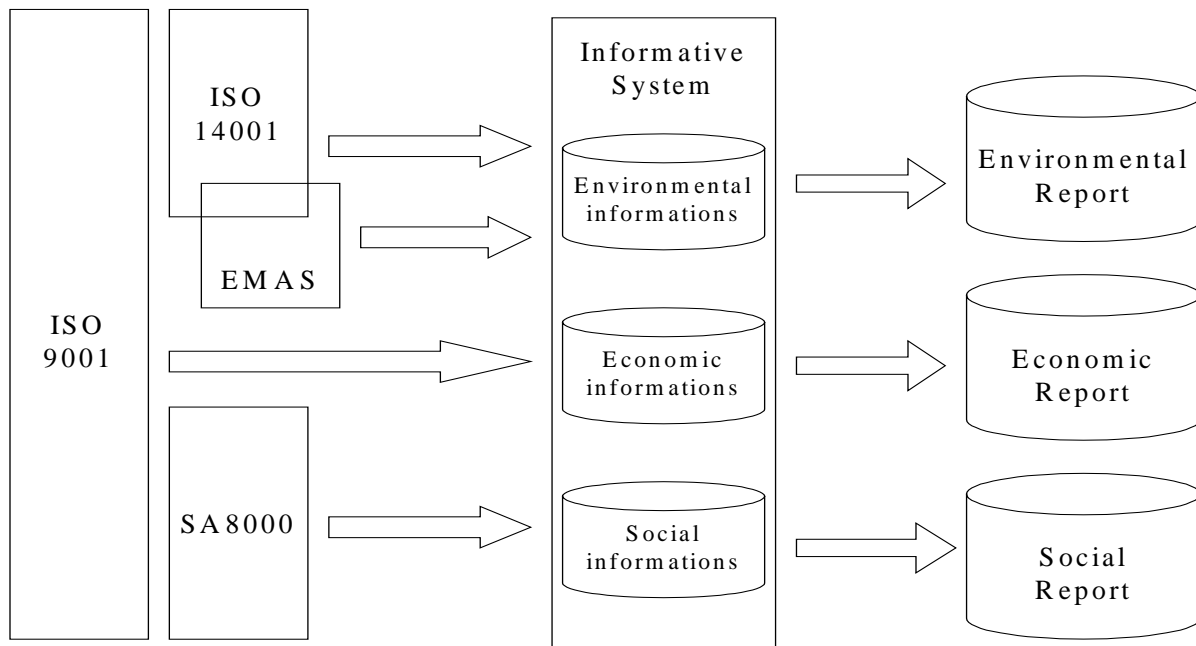 ISO
9001
ISO
14001
EMAS
SA8000
Informative
System
Environmental
informations
Economic
informations
Social
informations
Environmental
Report
Economic
Report
Social
Report